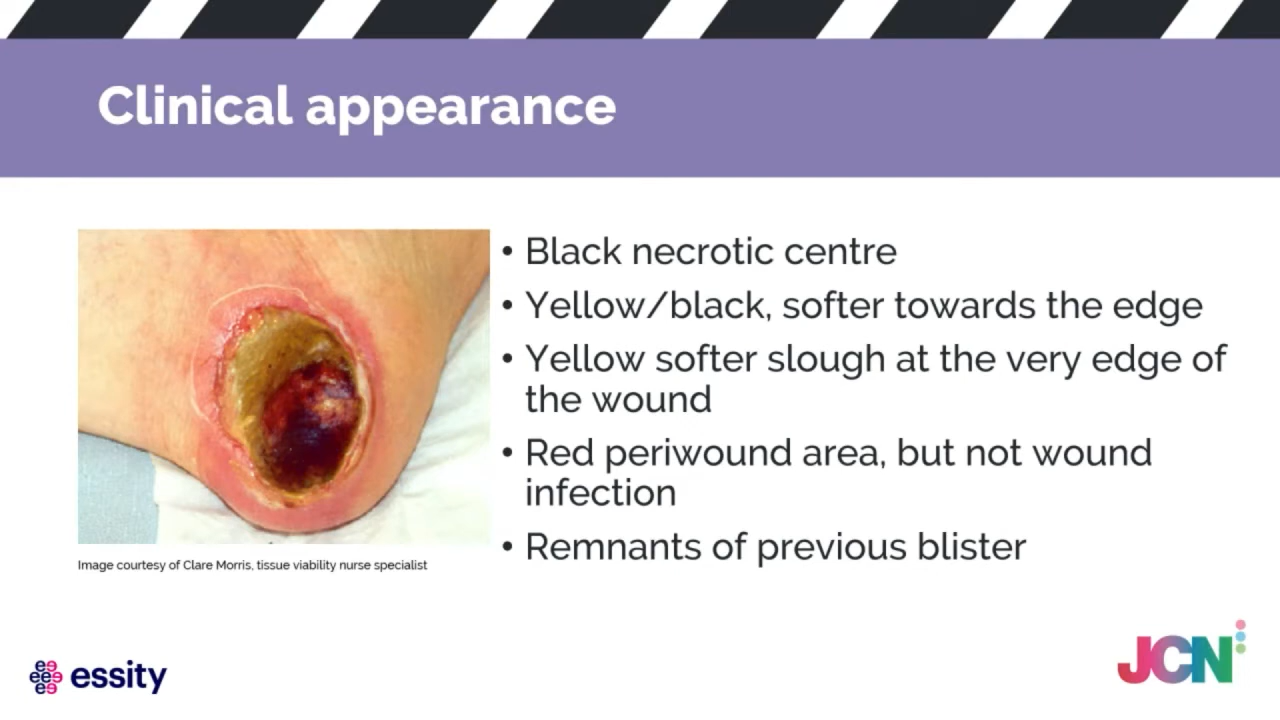 Clinical appearance
• Black necrotic centre
• Yellow/black, softer towards the edge
• Yellow softer slough at the very edge of
the wound
• Red periwound area, but not wound
infection
• Remnants of previous blister
Image courtesy of Clare Morris, tissue viability nurse specialist
essity
JCN